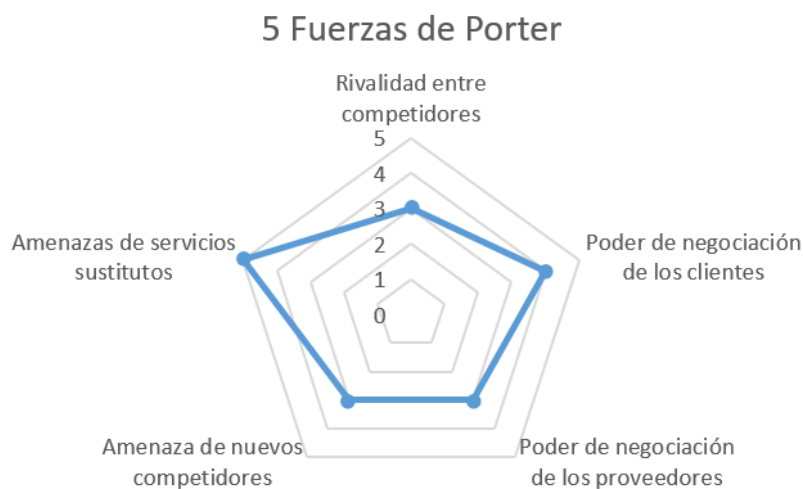 5 Fuerzas de Porter
Rivalidad entre
competidores
5
4
3
2
1
0
Poder de negociación
de los clientes
Poder de negociación
de los proveedores
Amenaza de nuevos
competidores
Amenazas de servicios
sustitutos